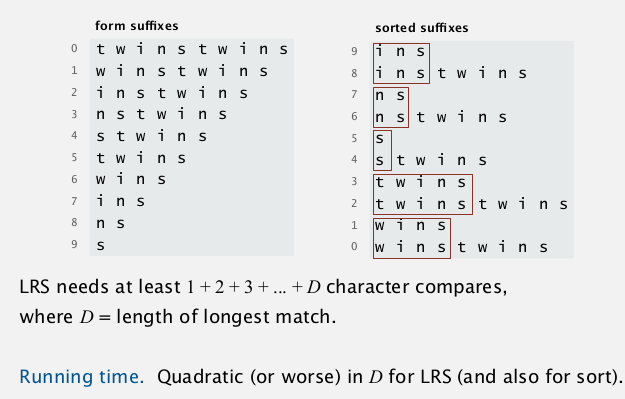 form suffixes
0 t w i n s t w i n s
1 w i n s t w i n s
2 i n s t w i n s
3 n s t w i n s
4 s t w i n s
5 t w i n s
6 w i n s
7 i n s
8 n s
9 s
sorted suffixes
9 i n s
8 i n s t w i n s
7 n s
6 n s t w i n s
5 s
4 s t w i n s
3 t w i n s
2 t w i n s t w i n s
1 w i n s
0 w i n s t w i n s
LRS needs at least 1 + 2 + 3 + ... + D character compares,
where D = length of longest match.
Running time. Quadratic (or worse) in D for LRS (and also for sort).